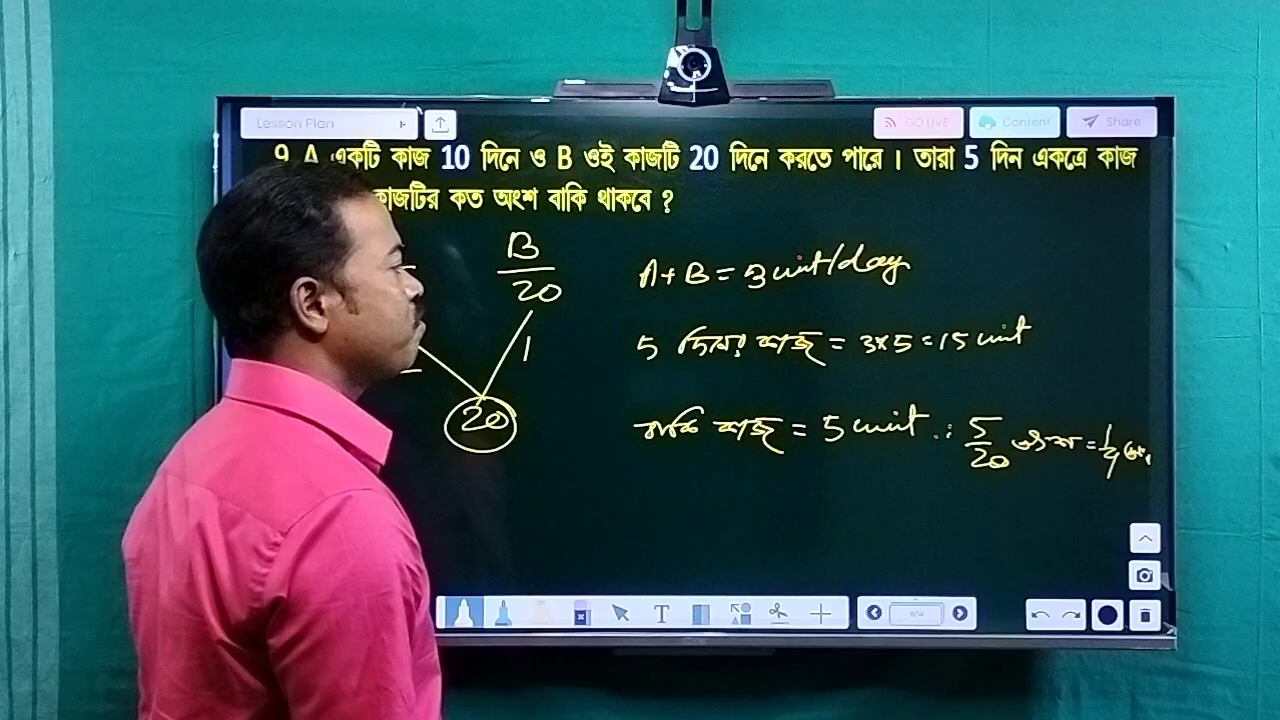 Lesson Plan
GO LIVE
Content
Share
9 A একটি কাজ 10 দিনে ও B ওই কাজটি 20 দিনে করতে পারে । তারা 5 দিন একত্রে কাজ
কাজটির কত অংশ বাকি থাকবে ?
B
20
1
20
A + B = 3 unit/day
5 দিনের কাজ = 3×5 = 15 unit
বাকি কাজ = 5 unit ∴ 5/20 অংশ = 1/4
T